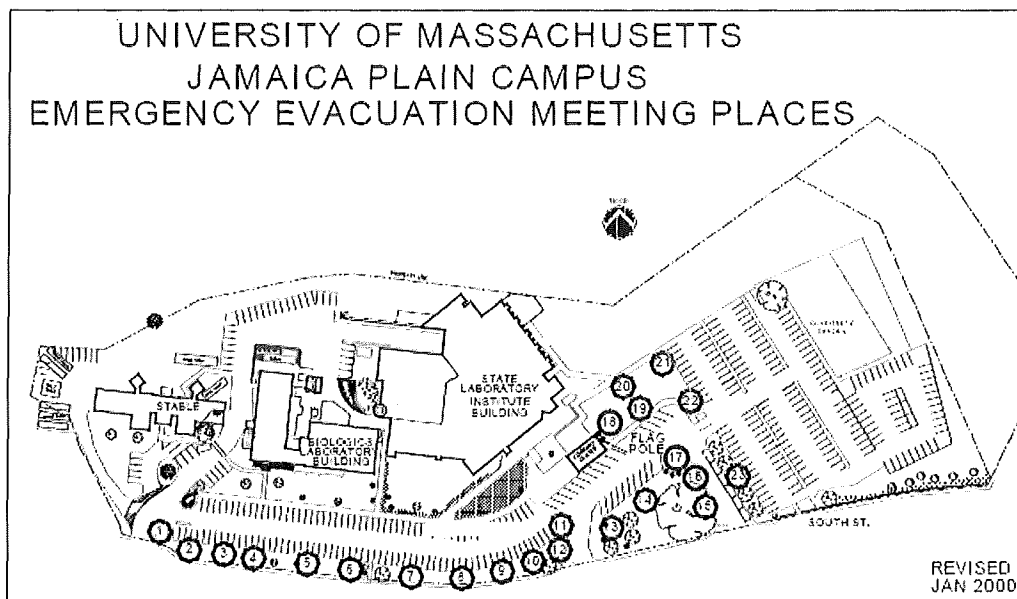 UNIVERSITY OF MASSACHUSETTS
JAMAICA PLAIN CAMPUS
EMERGENCY EVACUATION MEETING PLACES
STABLE
BIOLOGICS
LABORATORY
BUILDING
STATE
LABORATORY
INSTITUTE
BUILDING
FLAG
POLE
SOUTH ST.
1
2
3
4
5
6
7
8
9
10
11
12
13
14
15
16
17
18
19
20
21
22
23
REVISED
JAN 2000